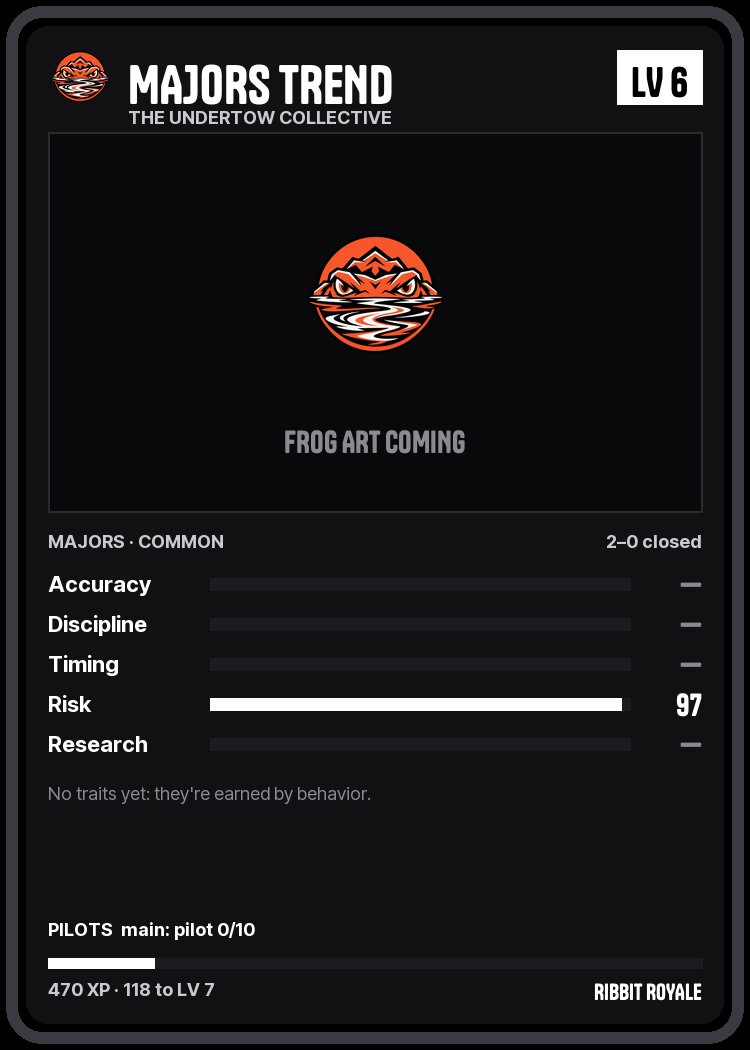 MAJORS TREND
LV 6
THE UNDERTOW COLLECTIVE
FROG ART COMING
MAJORS · COMMON
2–0 closed
Accuracy —
Discipline —
Timing —
Risk 97
Research —
No traits yet: they're earned by behavior.
PILOTS main: pilot 0/10
470 XP · 118 to LV 7
RIBBIT ROYALE